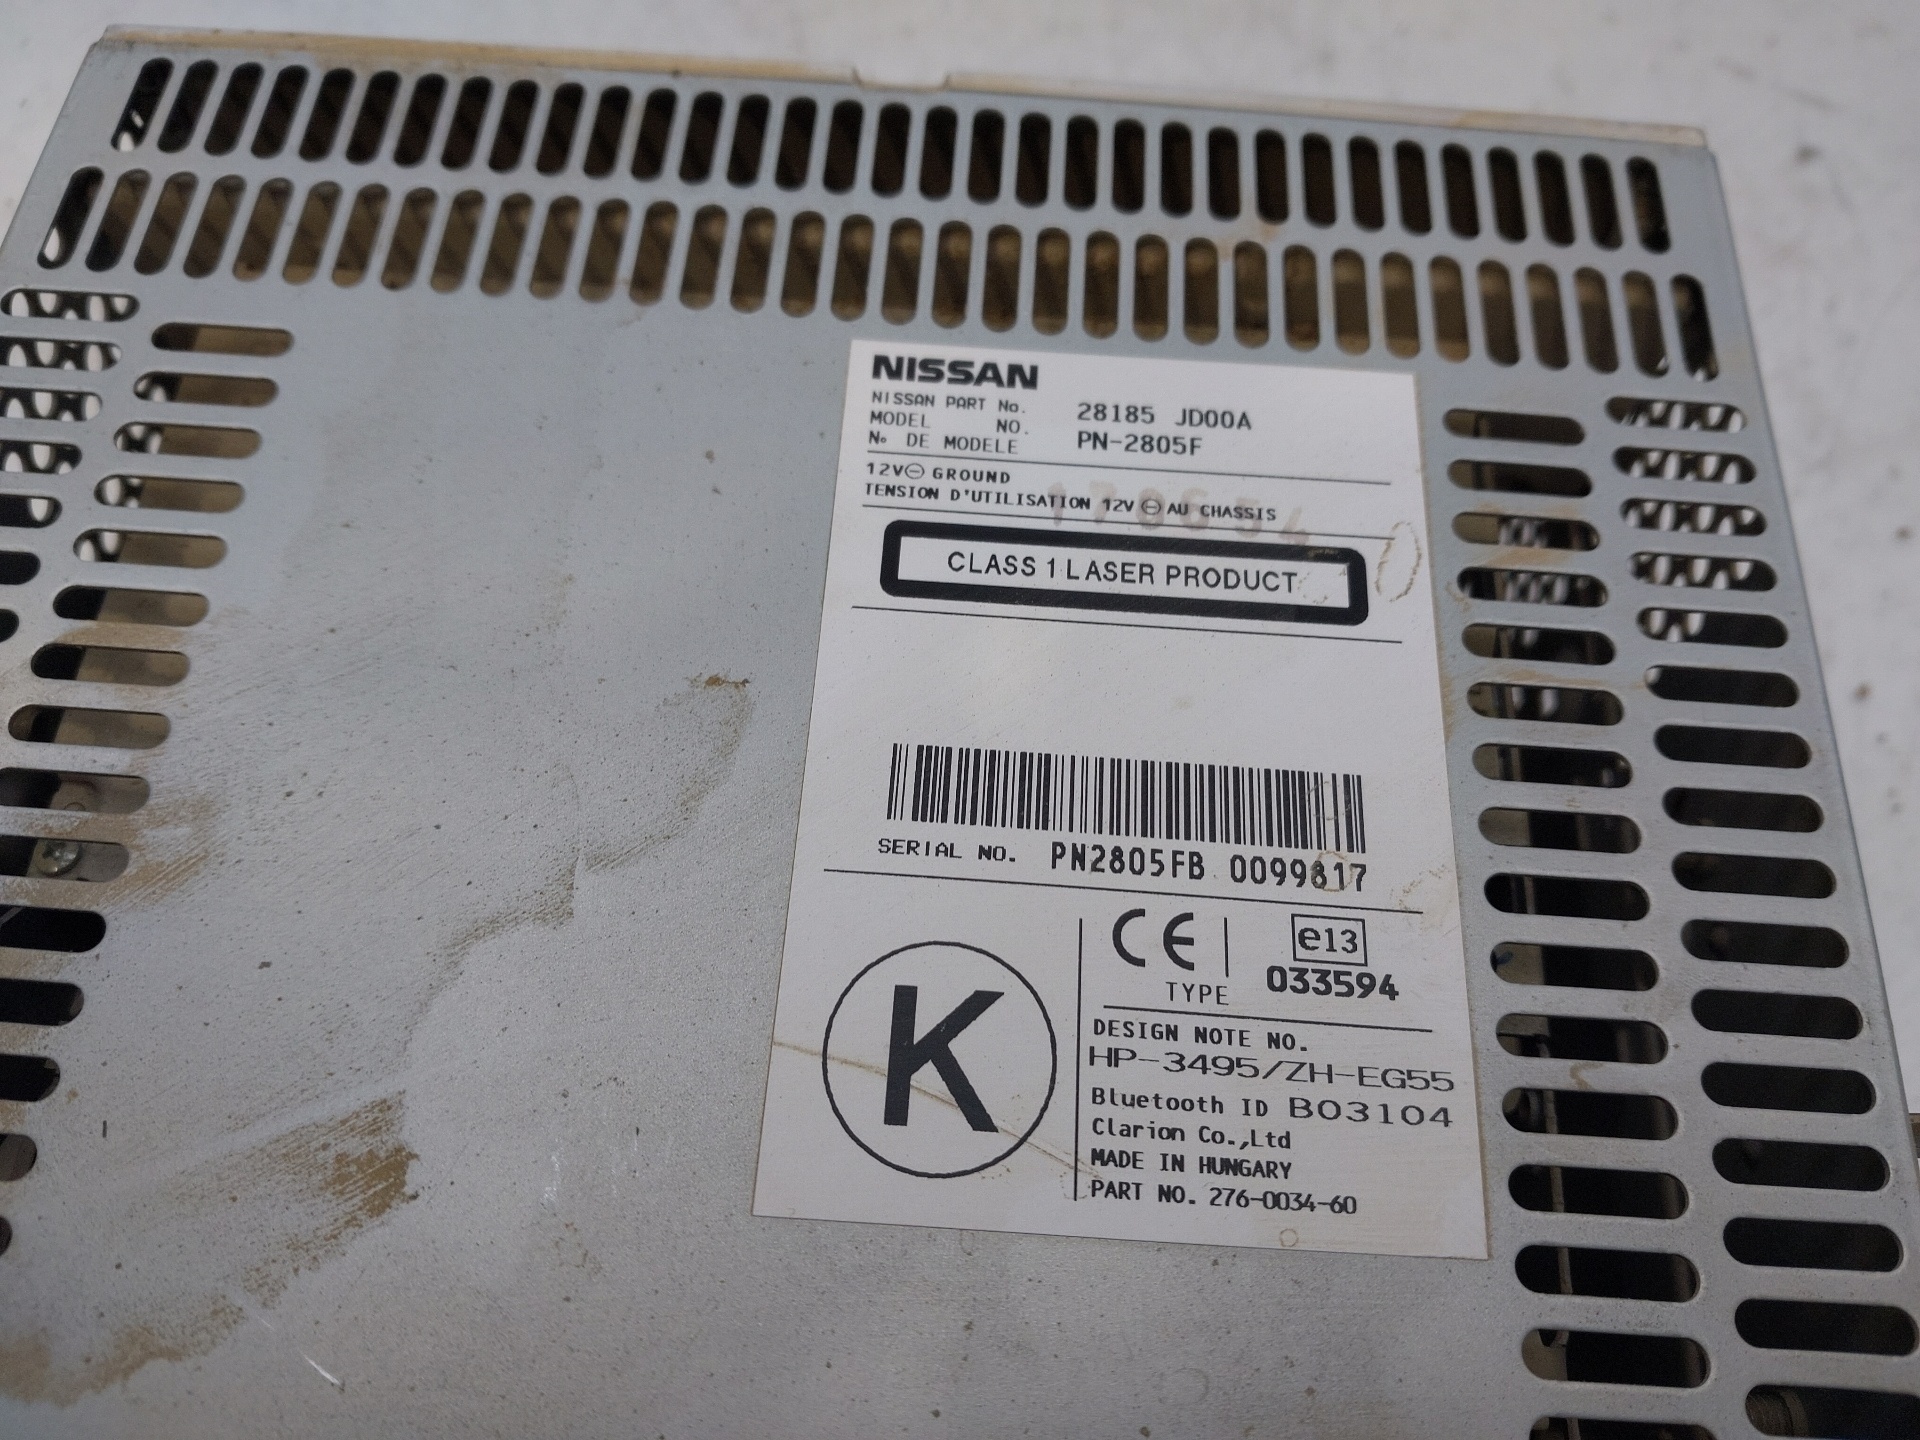 NISSAN
NISSAN PART No. 28185 JD00A
MODEL NO. PN-2805F
No DE MODELE
12V⊖ GROUND
TENSION D'UTILISATION 12V ⊖ AU CHASSIS
CLASS 1 LASER PRODUCT
SERIAL NO. PN2805FB 0099817
K
CE
e13
TYPE 033594
DESIGN NOTE NO.
HP-3495/ZH-EG55
Bluetooth ID B03104
Clarion Co.,Ltd
MADE IN HUNGARY
PART NO. 276-0034-60